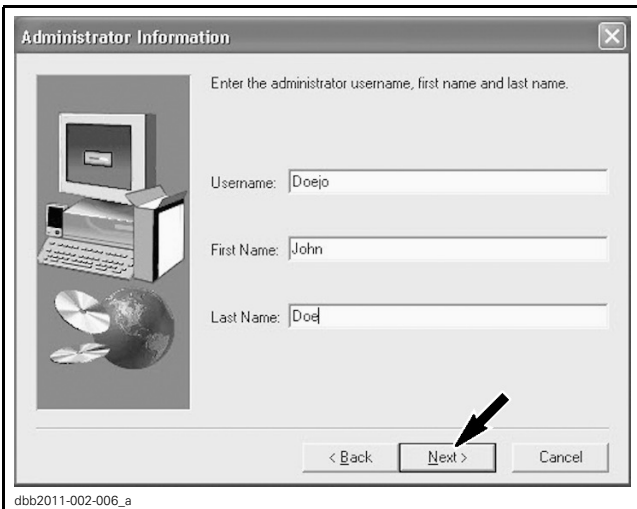 Administrator Information
Enter the administrator username, first name and last name.
Username: Doejo
First Name: John
Last Name: Doe
< Back Next > Cancel
dbb2011-002-006_a